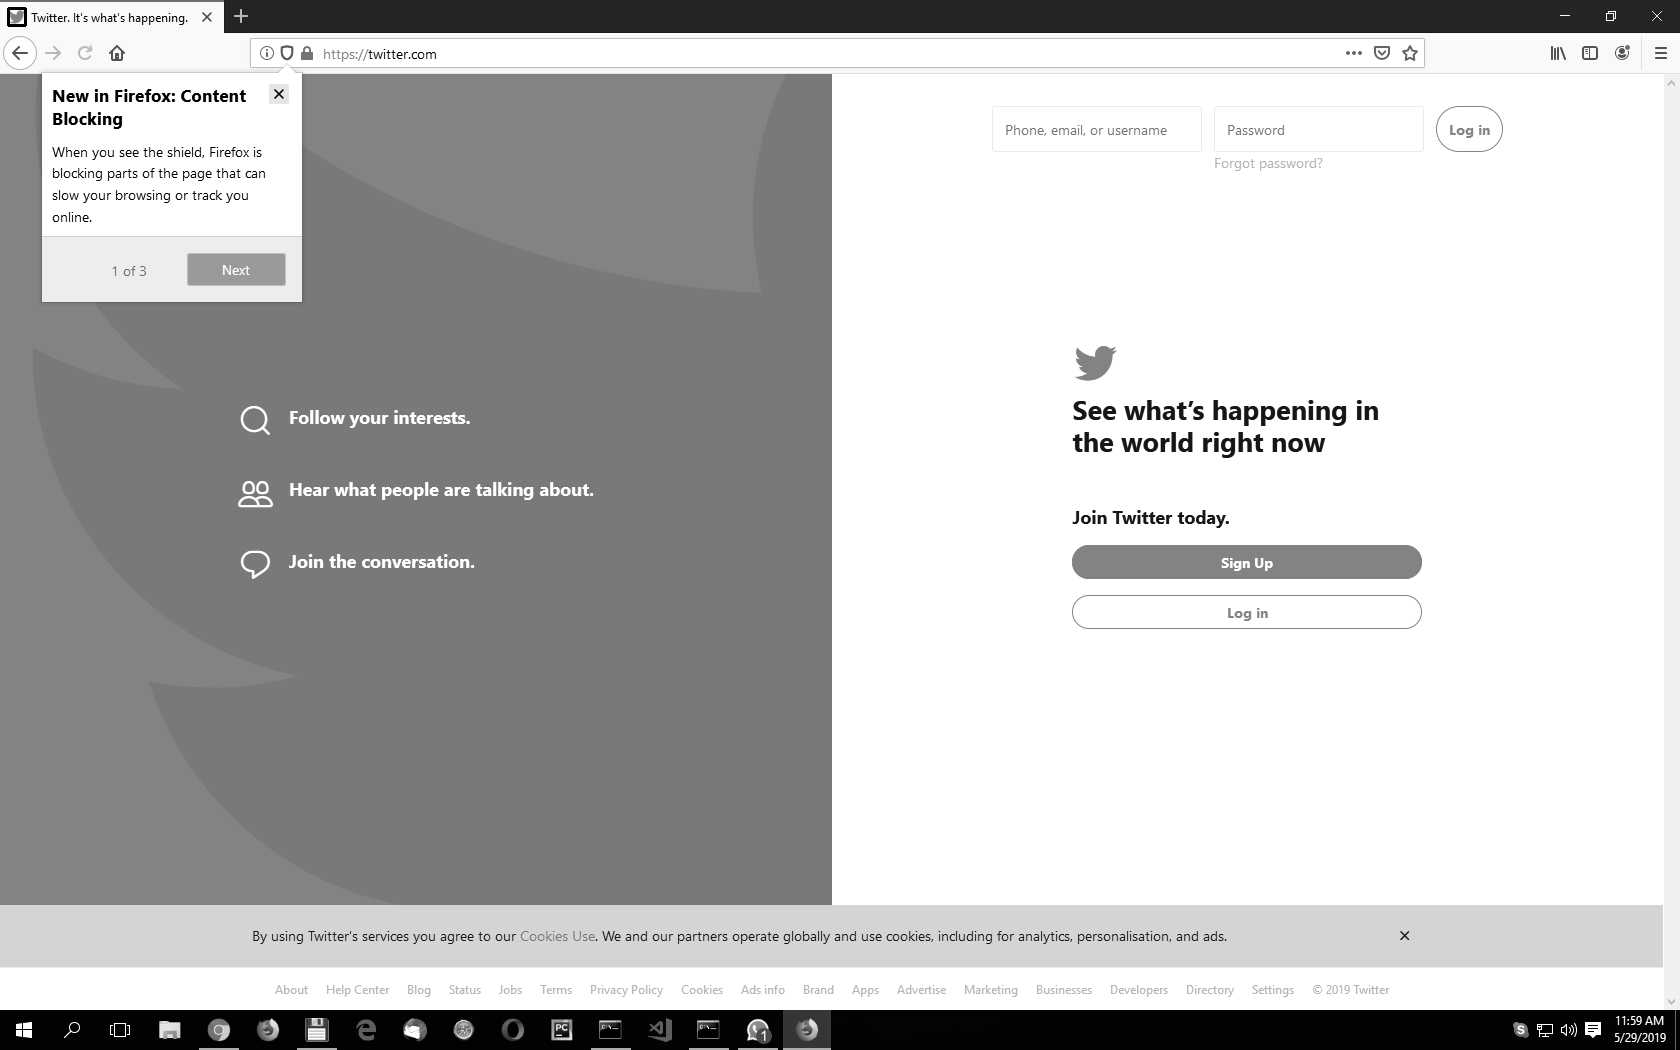 Twitter. It's what's happening.
https://twitter.com
New in Firefox: Content
Blocking
When you see the shield, Firefox is
blocking parts of the page that can
slow your browsing or track you
online.
1 of 3
Next
Phone, email, or username
Password
Log in
Forgot password?
Follow your interests.
Hear what people are talking about.
Join the conversation.
See what’s happening in
the world right now
Join Twitter today.
Sign Up
Log in
By using Twitter's services you agree to our Cookies Use. We and our partners operate globally and use cookies, including for analytics, personalisation, and ads.
About Help Center Blog Status Jobs Terms Privacy Policy Cookies Ads info Brand Apps Advertise Marketing Businesses Developers Directory Settings © 2019 Twitter
PC
1
11:59 AM
5/29/2019